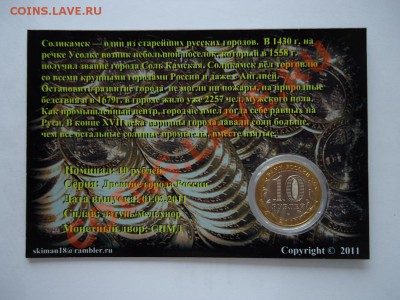 COINS.LAVE.RU
Соликамск — один из старейших русских городов. В 1430 г. на
речке Усолке возник небольшой поселок, который в 1558 г.
получил звание города Соль Камская. Соликамск вёл торговлю
со всеми крупными городами России и даже с Англией.
Остановить развитие города не могли ни пожары, на природные
бедствия и в 1679г. в городе жило уже 2257 чел. мужского пола.
Как промышленный центр, город не имел тогда себе равных на
Руси. В конце XVII века варницы города давали соли больше,
чем все остальные соляные промыслы, вместе взятые.
Номинал: 10 рублей
Серия: Древние города России
Дата выпуска: 01.03.2011
Сплав: латунь/мельхиор
Монетный двор: СПМД
БАНК РОССИИ
10
РУБЛЕЙ
skiman18@rambler.ru
Copyright © 2011